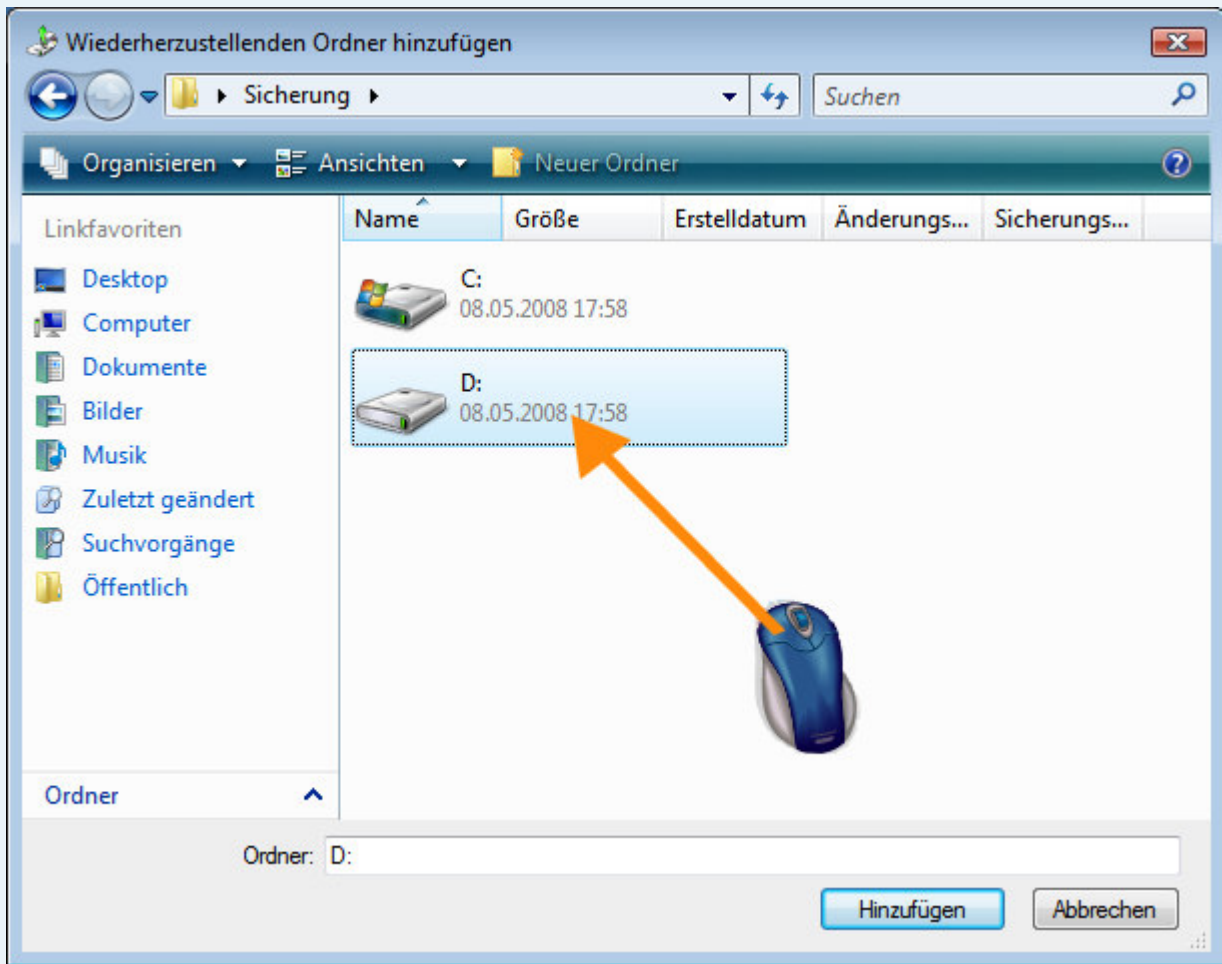 Wiederherzustellenden Ordner hinzufügen
Sicherung
Suchen
Organisieren Ansichten Neuer Ordner
Linkfavoriten
Desktop
Computer
Dokumente
Bilder
Musik
Zuletzt geändert
Suchvorgänge
Öffentlich
Ordner
Name Größe Erstelldatum Änderungs... Sicherungs...
C:
08.05.2008 17:58
D:
08.05.2008 17:58
Ordner: D:
Hinzufügen Abbrechen